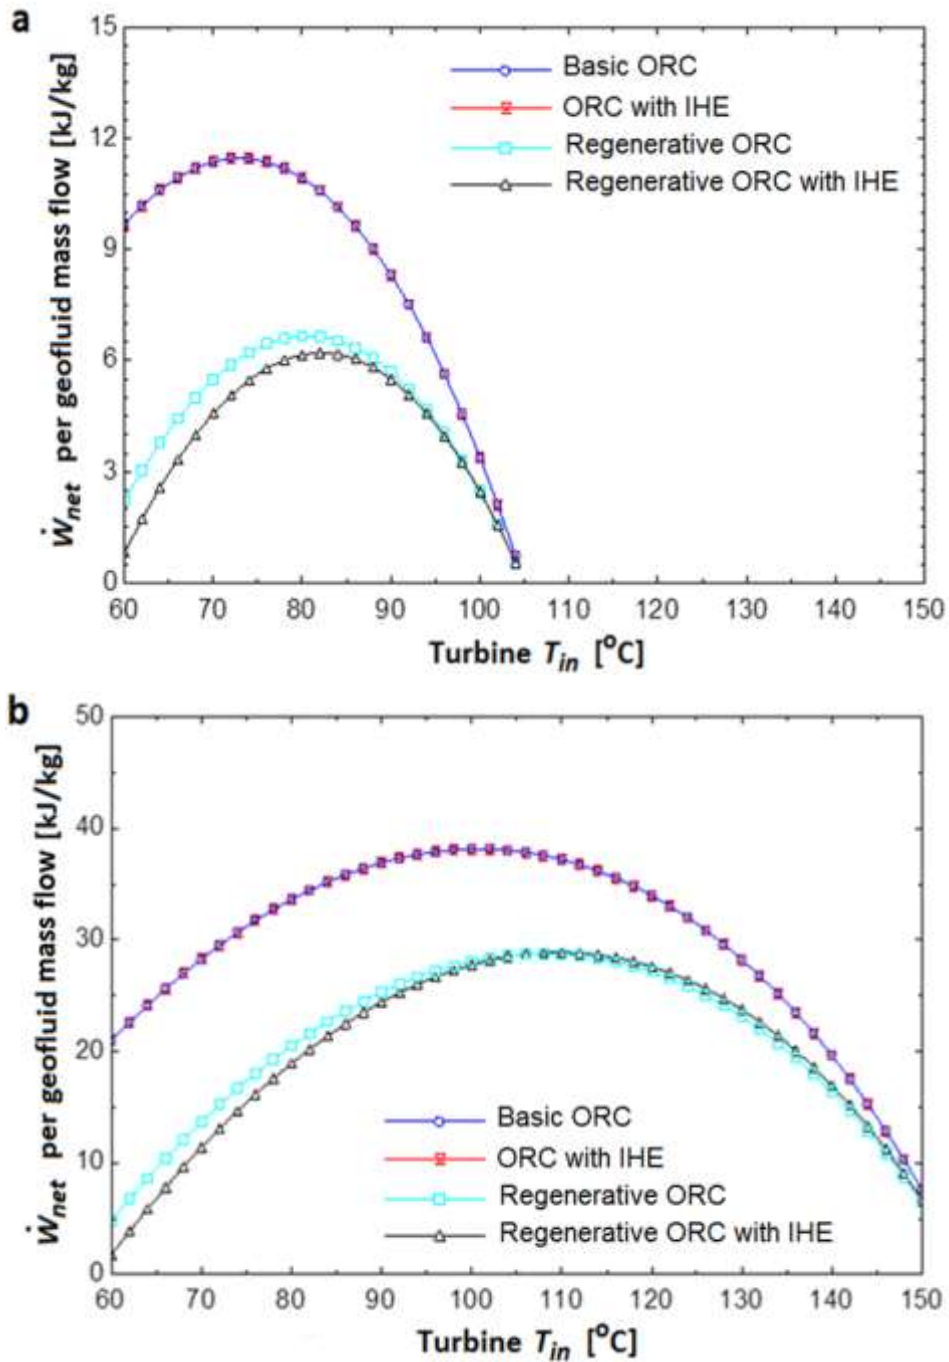 a
Ẇnet per geofluid mass flow [kJ/kg]
15
12
9
6
3
0
Basic ORC
ORC with IHE
Regenerative ORC
Regenerative ORC with IHE
60 70 80 90 100 110 120 130 140 150
Turbine Tin [°C]
b
Ẇnet per geofluid mass flow [kJ/kg]
50
40
30
20
10
0
Basic ORC
ORC with IHE
Regenerative ORC
Regenerative ORC with IHE
60 70 80 90 100 110 120 130 140 150
Turbine Tin [°C]